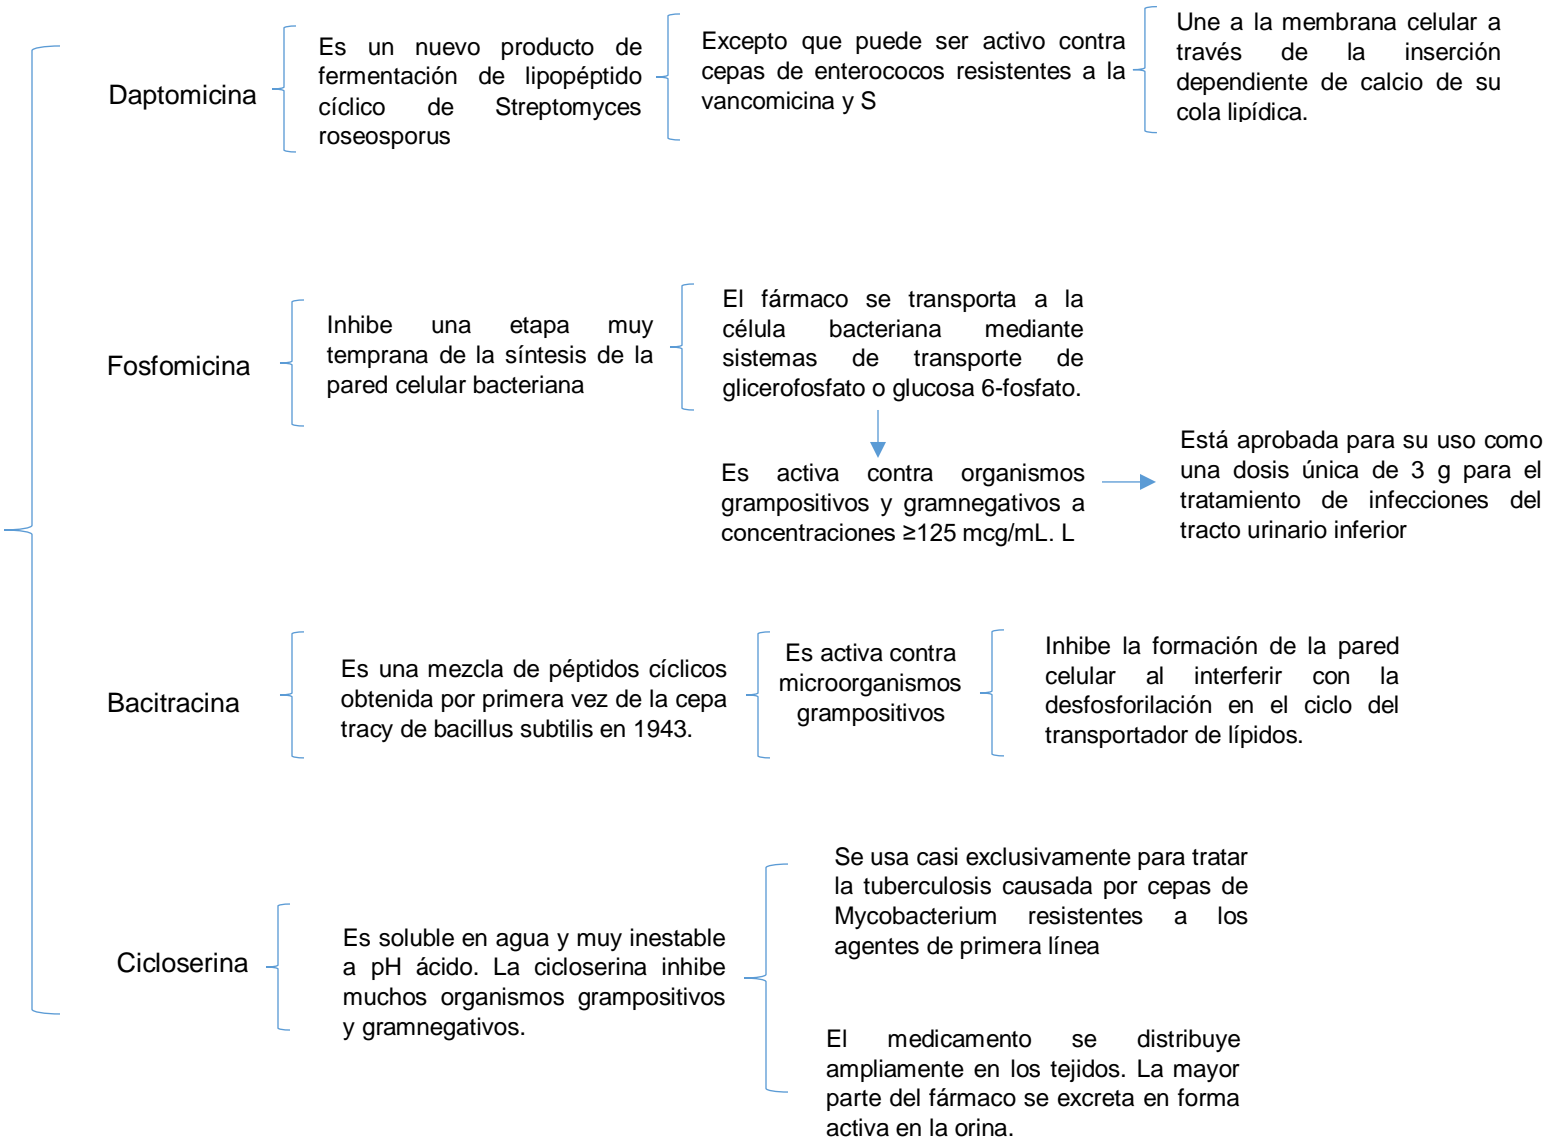 Daptomicina
Es un nuevo producto de
fermentación de lipopéptido
cíclico de Streptomyces
roseosporus
Excepto que puede ser activo contra
cepas de enterococos resistentes a la
vancomicina y S
Une a la membrana celular a
través de la inserción
dependiente de calcio de su
cola lipídica.
Fosfomicina
Inhibe una etapa muy
temprana de la síntesis de la
pared celular bacteriana
El fármaco se transporta a la
célula bacteriana mediante
sistemas de transporte de
glicerofosfato o glucosa 6-fosfato.
Es activa contra organismos
grampositivos y gramnegativos a
concentraciones ≥125 mcg/mL. L
Está aprobada para su uso como
una dosis única de 3 g para el
tratamiento de infecciones del
tracto urinario inferior
Bacitracina
Es una mezcla de péptidos cíclicos
obtenida por primera vez de la cepa
tracy de bacillus subtilis en 1943.
Es activa contra
microorganismos
grampositivos
Inhibe la formación de la pared
celular al interferir con la
desfosforilación en el ciclo del
transportador de lípidos.
Cicloserina
Es soluble en agua y muy inestable
a pH ácido. La cicloserina inhibe
muchos organismos grampositivos
y gramnegativos.
Se usa casi exclusivamente para tratar
la tuberculosis causada por cepas de
Mycobacterium resistentes a los
agentes de primera línea
El medicamento se distribuye
ampliamente en los tejidos. La mayor
parte del fármaco se excreta en forma
activa en la orina.